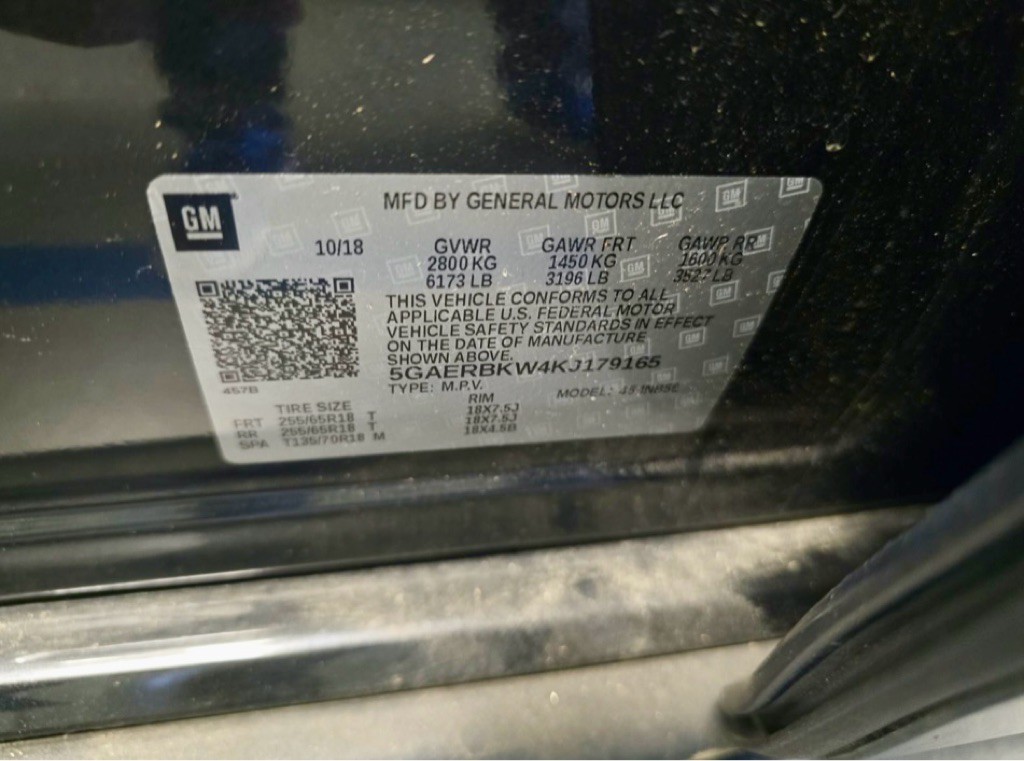 GM
MFD BY GENERAL MOTORS LLC
10/18 GVWR GAWR FRT GAWR RR
2800 KG 1450 KG 1600 KG
6173 LB 3196 LB 3527 LB
THIS VEHICLE CONFORMS TO ALL
APPLICABLE U.S. FEDERAL MOTOR
VEHICLE SAFETY STANDARDS IN EFFECT
ON THE DATE OF MANUFACTURE
SHOWN ABOVE.
5GAERBKW4KJ179165
457B
TYPE: M.P.V. MODEL:
TIRE SIZE RIM
FRT 255/65R18 T 18X7.5J
RR 255/65R18 T 18X7.5J
SPA T135/70R18 M 18X4.5B